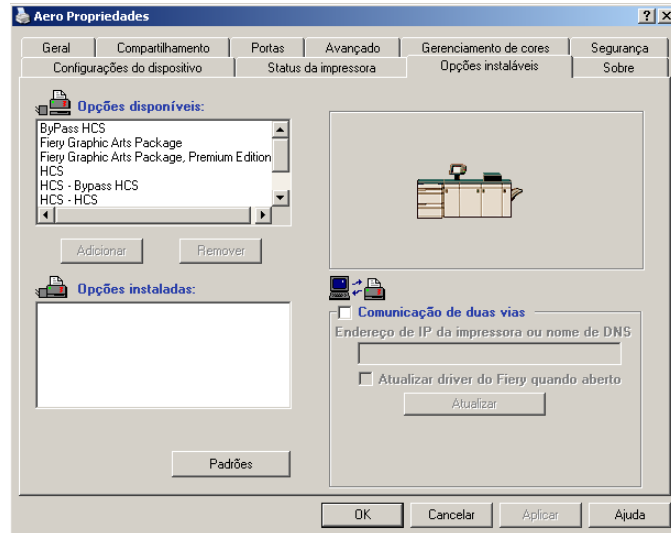 Aero Propriedades
Geral Compartilhamento Portas Avançado Gerenciamento de cores Segurança
Configurações do dispositivo Status da impressora Opções instaláveis Sobre
Opções disponíveis:
ByPass HCS
Fiery Graphic Arts Package
Fiery Graphic Arts Package, Premium Edition
HCS
HCS - Bypass HCS
HCS - HCS
Adicionar Remover
Opções instaladas:
Comunicação de duas vias
Endereço de IP da impressora ou nome de DNS
Atualizar driver do Fiery quando aberto
Atualizar
Padrões
OK Cancelar Aplicar Ajuda